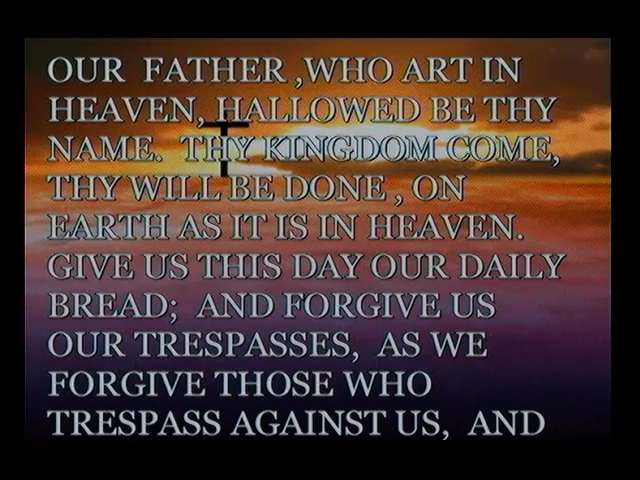 OUR  FATHER ,WHO ART IN
HEAVEN, HALLOWED BE THY
NAME.  THY KINGDOM COME,
THY WILL BE DONE , ON
EARTH AS IT IS IN HEAVEN.
GIVE US THIS DAY OUR DAILY
BREAD;  AND FORGIVE US
OUR TRESPASSES,  AS WE
FORGIVE THOSE WHO
TRESPASS AGAINST US,  AND